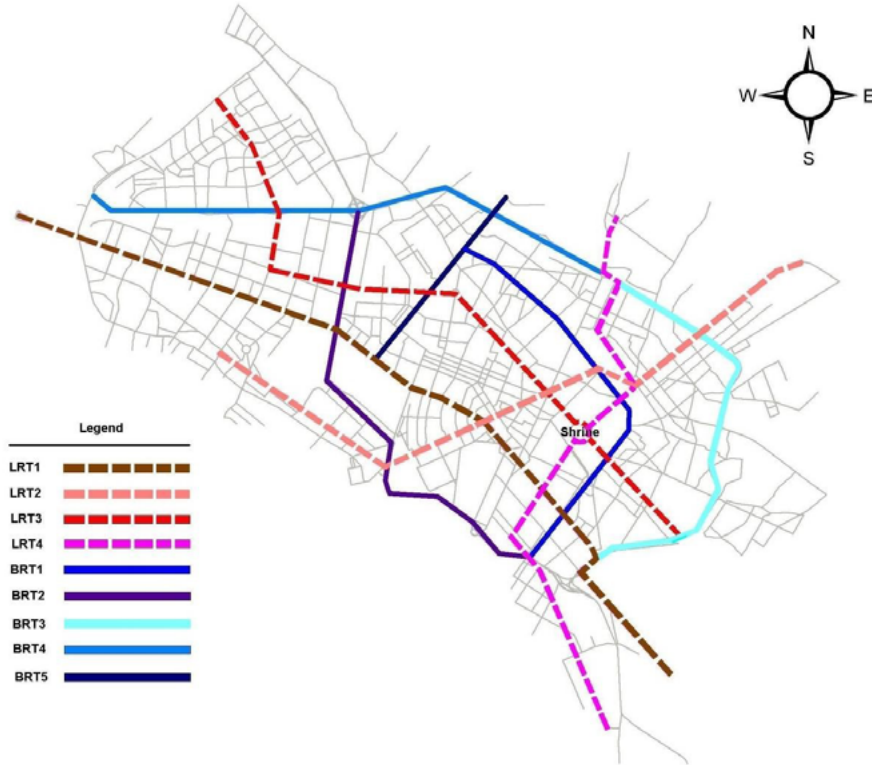 N
W E
S
Shrine
Legend
LRT1
LRT2
LRT3
LRT4
BRT1
BRT2
BRT3
BRT4
BRT5